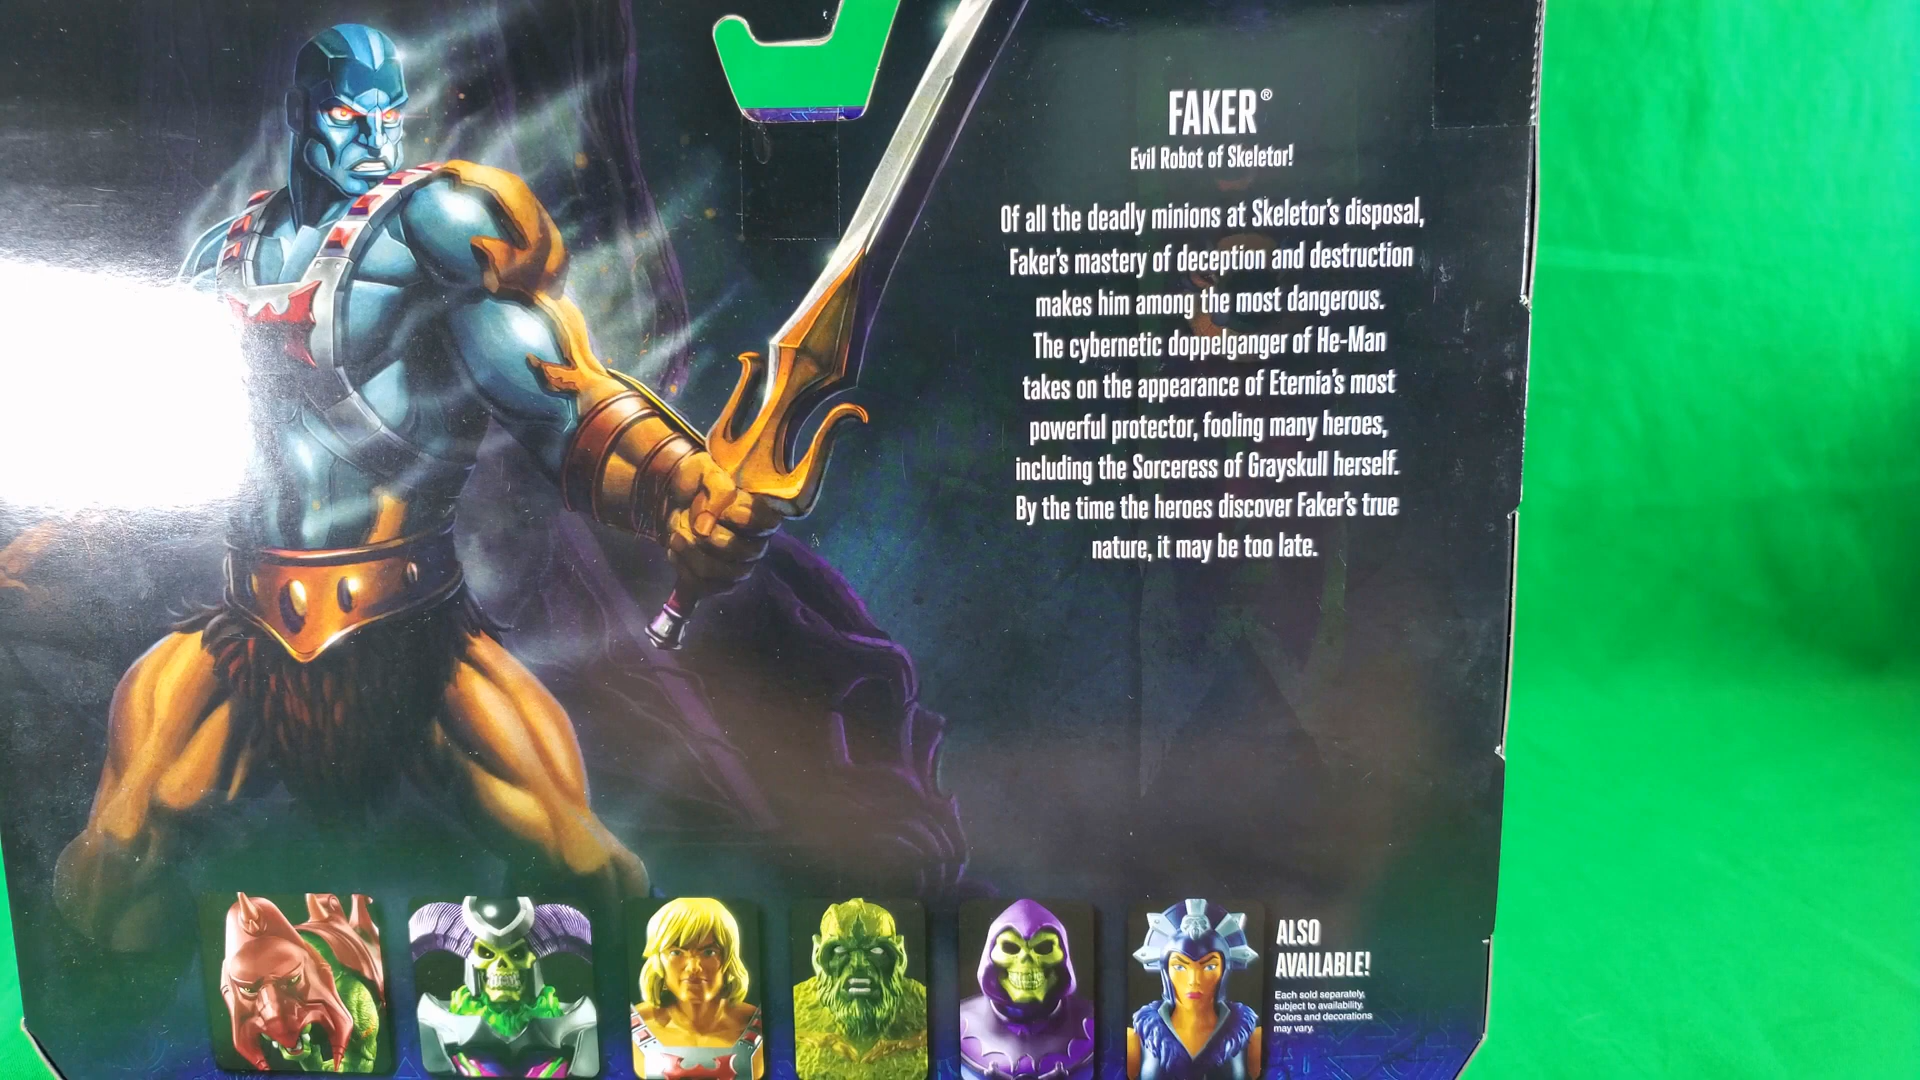 FAKER®
Evil Robot of Skeletor!
Of all the deadly minions at Skeletor's disposal,
Faker's mastery of deception and destruction
makes him among the most dangerous.
The cybernetic doppelganger of He-Man
takes on the appearance of Eternia's most
powerful protector, fooling many heroes,
including the Sorceress of Grayskull herself.
By the time the heroes discover Faker's true
nature, it may be too late.
ALSO
AVAILABLE!
Each sold separately,
subject to availability.
Colors and decorations
may vary.